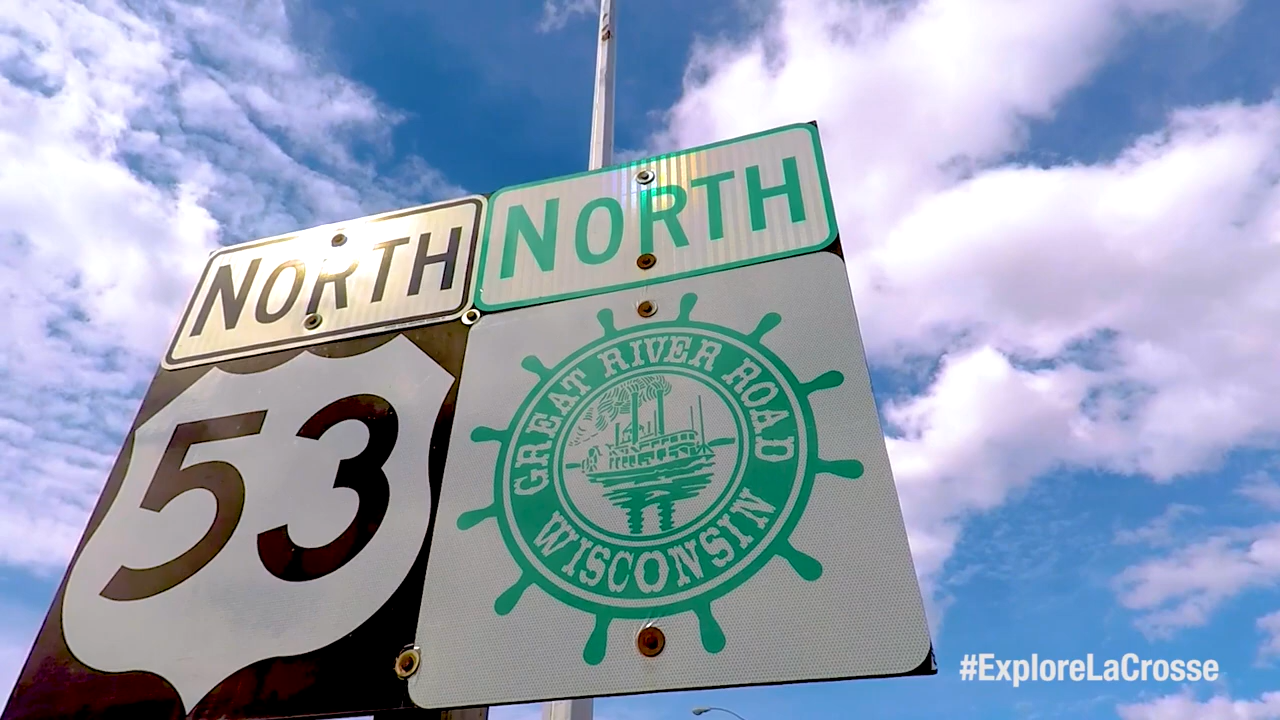 NORTH
NORTH
53
GREAT RIVER ROAD
WISCONSIN
#ExploreLaCrosse